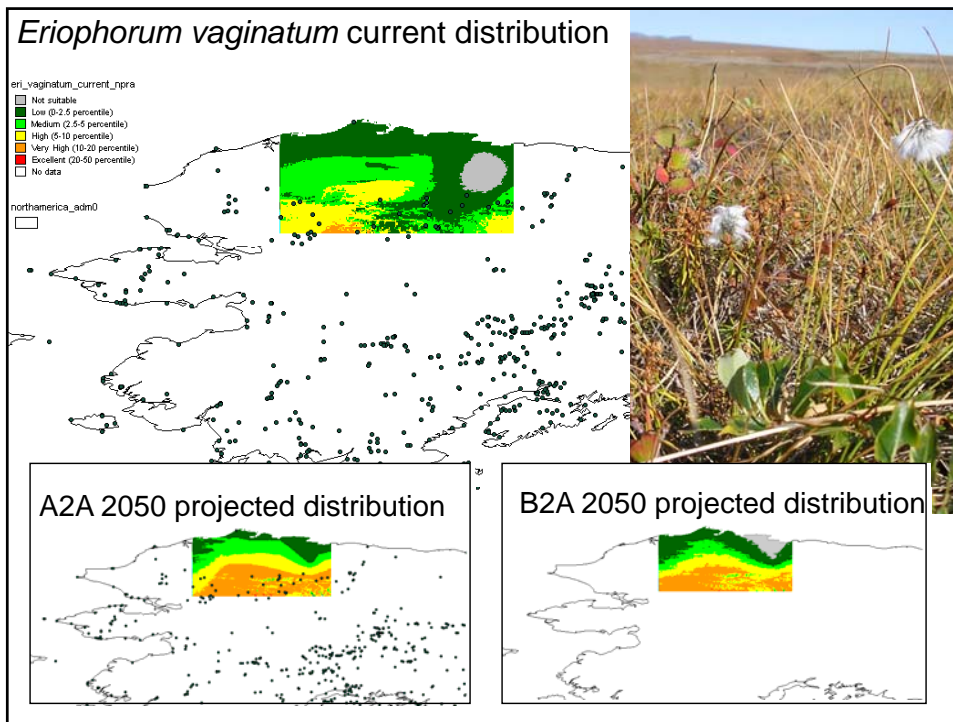 Eriophorum vaginatum current distribution
eri_vaginatum_current_npra
Not suitable
Low (0-2.5 percentile)
Medium (2.5-5 percentile)
High (5-10 percentile)
Very High (10-20 percentile)
Excellent (20-50 percentile)
No data
northamerica_adm0
A2A 2050 projected distribution
B2A 2050 projected distribution